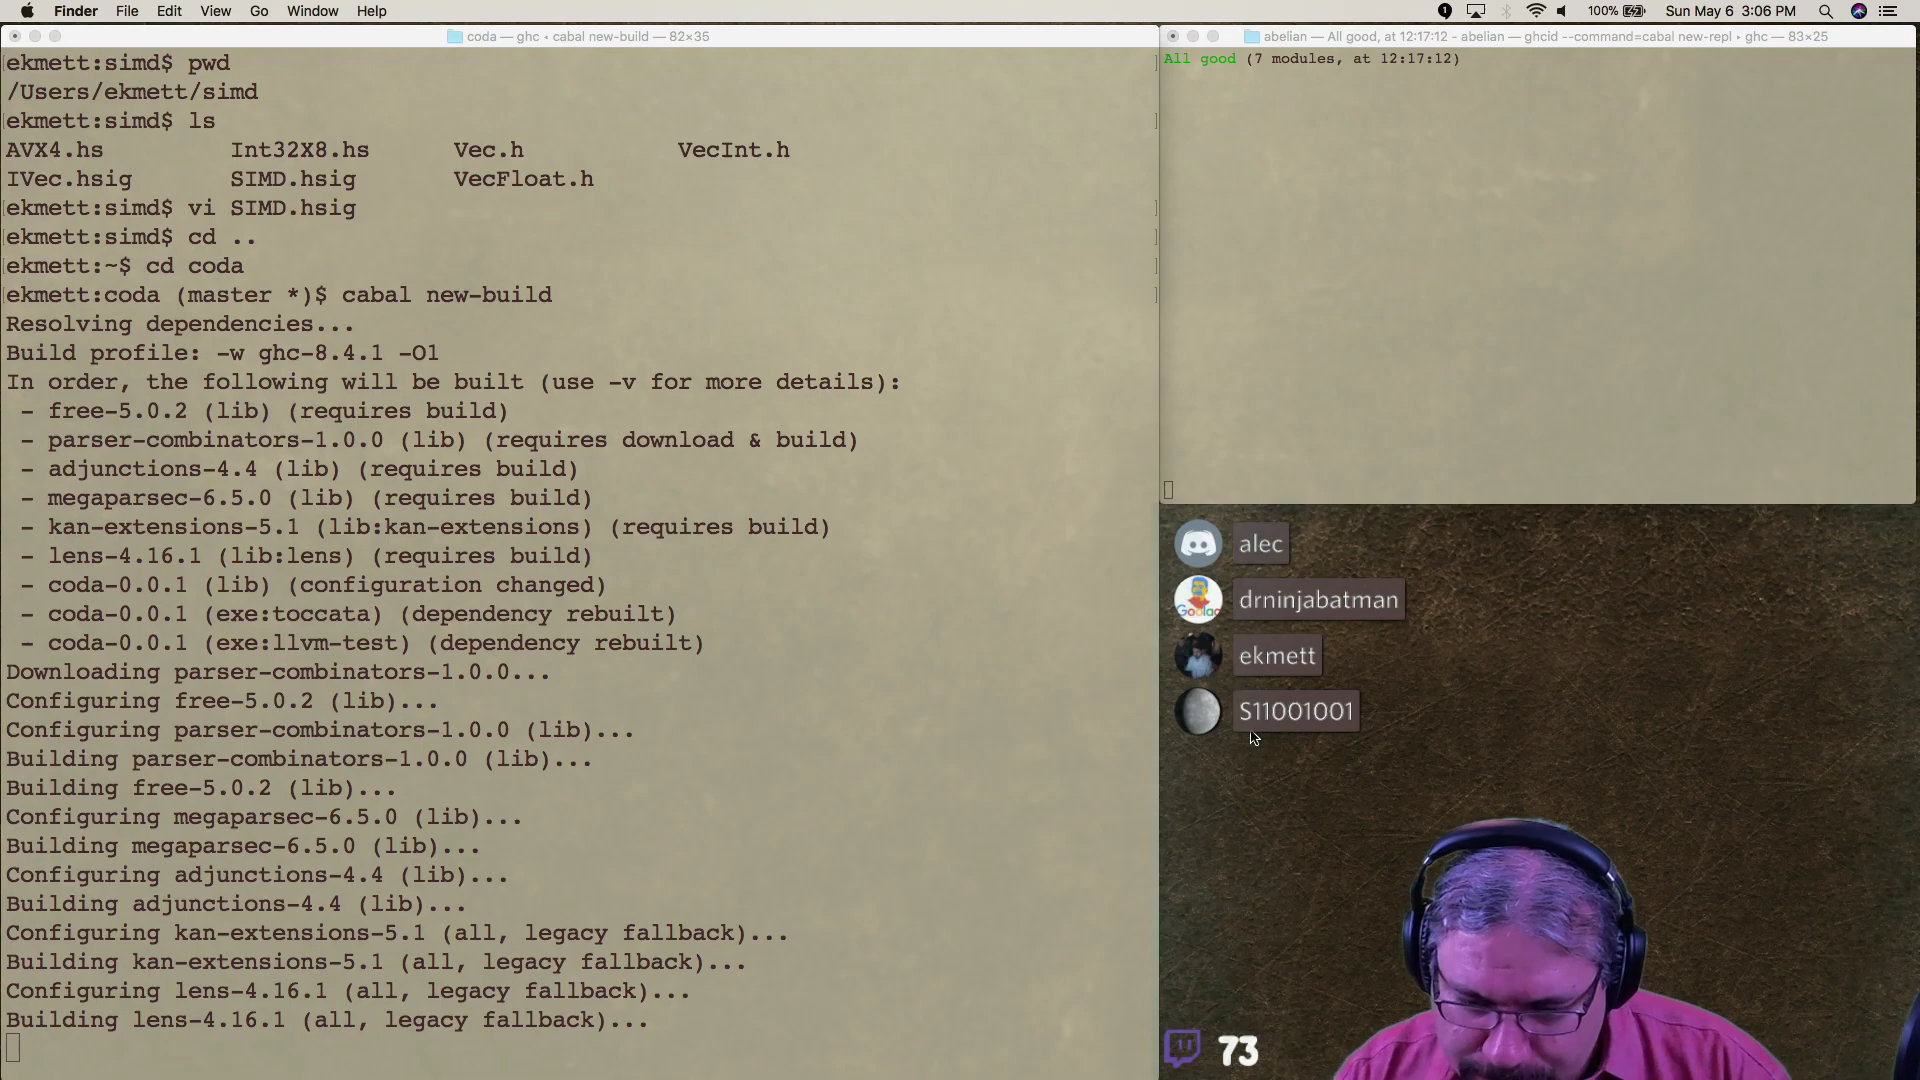 Finder File Edit View Go Window Help
1 100% Sun May 6 3:06 PM
coda — ghc • cabal new-build — 82×35
ekmett:simd$ pwd
/Users/ekmett/simd
ekmett:simd$ ls
AVX4.hs Int32X8.hs Vec.h VecInt.h
IVec.hsig SIMD.hsig VecFloat.h
ekmett:simd$ vi SIMD.hsig
ekmett:simd$ cd ..
ekmett:~$ cd coda
ekmett:coda (master *)$ cabal new-build
Resolving dependencies...
Build profile: -w ghc-8.4.1 -O1
In order, the following will be built (use -v for more details):
- free-5.0.2 (lib) (requires build)
- parser-combinators-1.0.0 (lib) (requires download & build)
- adjunctions-4.4 (lib) (requires build)
- megaparsec-6.5.0 (lib) (requires build)
- kan-extensions-5.1 (lib:kan-extensions) (requires build)
- lens-4.16.1 (lib:lens) (requires build)
- coda-0.0.1 (lib) (configuration changed)
- coda-0.0.1 (exe:toccata) (dependency rebuilt)
- coda-0.0.1 (exe:llvm-test) (dependency rebuilt)
Downloading parser-combinators-1.0.0...
Configuring free-5.0.2 (lib)...
Configuring parser-combinators-1.0.0 (lib)...
Building parser-combinators-1.0.0 (lib)...
Building free-5.0.2 (lib)...
Configuring megaparsec-6.5.0 (lib)...
Building megaparsec-6.5.0 (lib)...
Configuring adjunctions-4.4 (lib)...
Building adjunctions-4.4 (lib)...
Configuring kan-extensions-5.1 (all, legacy fallback)...
Building kan-extensions-5.1 (all, legacy fallback)...
Configuring lens-4.16.1 (all, legacy fallback)...
Building lens-4.16.1 (all, legacy fallback)...
abelian — All good, at 12:17:12 - abelian — ghcid --command=cabal new-repl • ghc — 83×25
All good (7 modules, at 12:17:12)
alec
drninjabatman
ekmett
S11001001
73